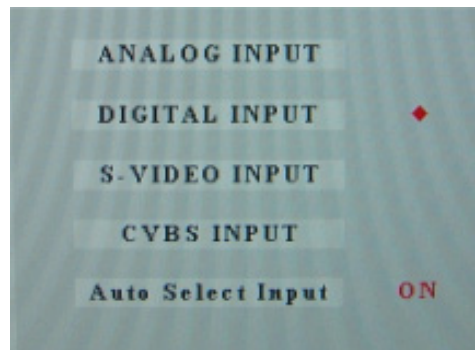 ANALOG INPUT
DIGITAL INPUT
S-VIDEO INPUT
CVBS INPUT
Auto Select Input ON